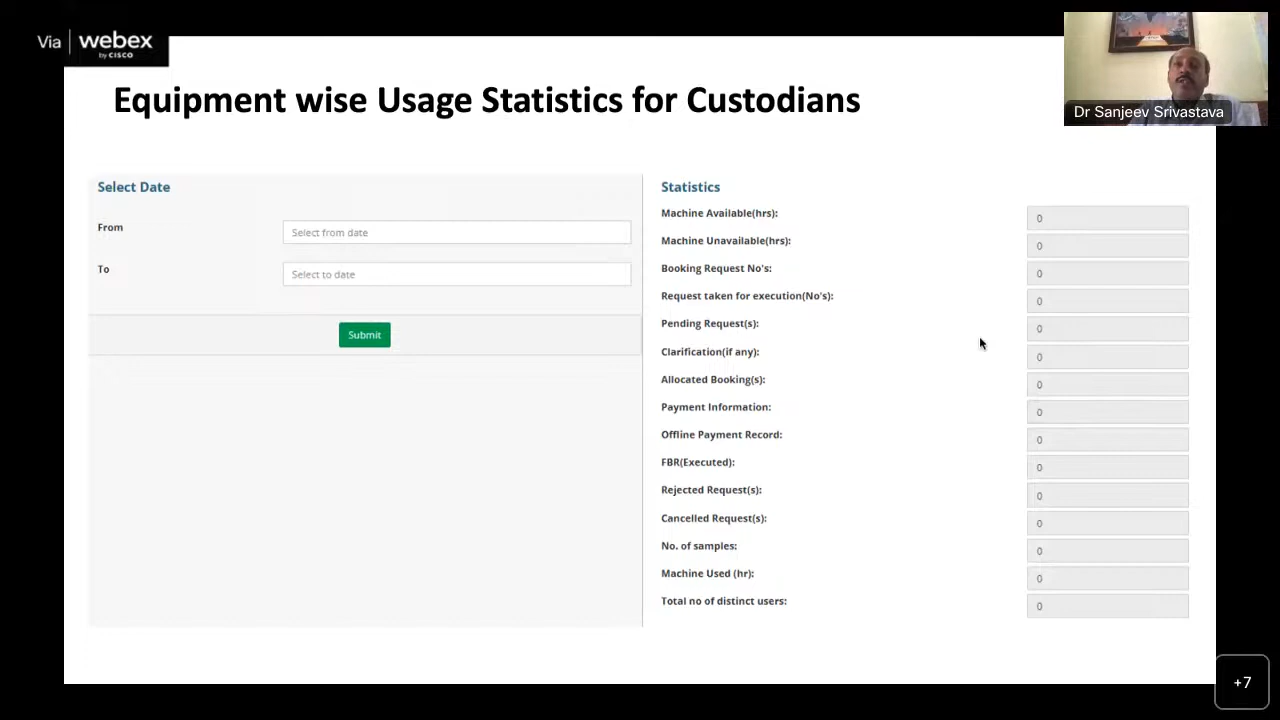 Via webex
by CISCO
Dr Sanjeev Srivastava
Equipment wise Usage Statistics for Custodians
Select Date
From Select from date
To Select to date
Submit
Statistics
Machine Available(hrs): 0
Machine Unavailable(hrs): 0
Booking Request No's: 0
Request taken for execution(No's): 0
Pending Request(s): 0
Clarification(if any): 0
Allocated Booking(s): 0
Payment Information: 0
Offline Payment Record: 0
FBR(Executed): 0
Rejected Request(s): 0
Cancelled Request(s): 0
No. of samples: 0
Machine Used (hr): 0
Total no of distinct users: 0
+7